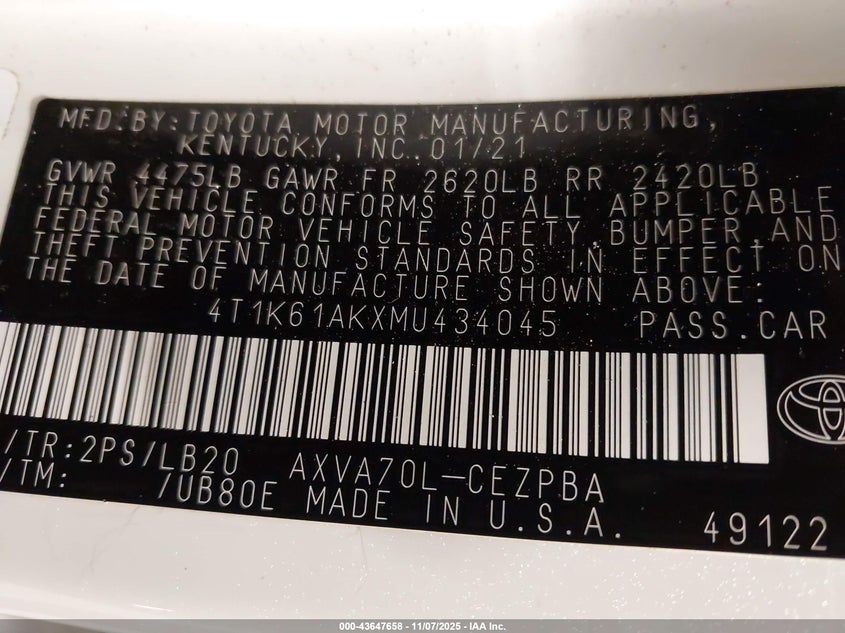 MFD.BY:TOYOTA MOTOR MANUFACTURING,
KENTUCKY,INC.01/21
GVWR 4475LB GAWR FR 2620LB RR 2420LB
THIS VEHICLE CONFORMS TO ALL APPLICABLE
FEDERAL MOTOR VEHICLE SAFETY,BUMPER,AND
THEFT PREVENTION STANDARDS IN EFFECT ON
THE DATE OF MANUFACTURE SHOWN ABOVE:
4T1K61AKXMU434045 PASS.CAR
/TR:2PS/LB20 AXVA70L-CEZPBA
/TM: /UB80E MADE IN U.S.A. 49122
000-43647658 - 11/07/2025 - IAA Inc.